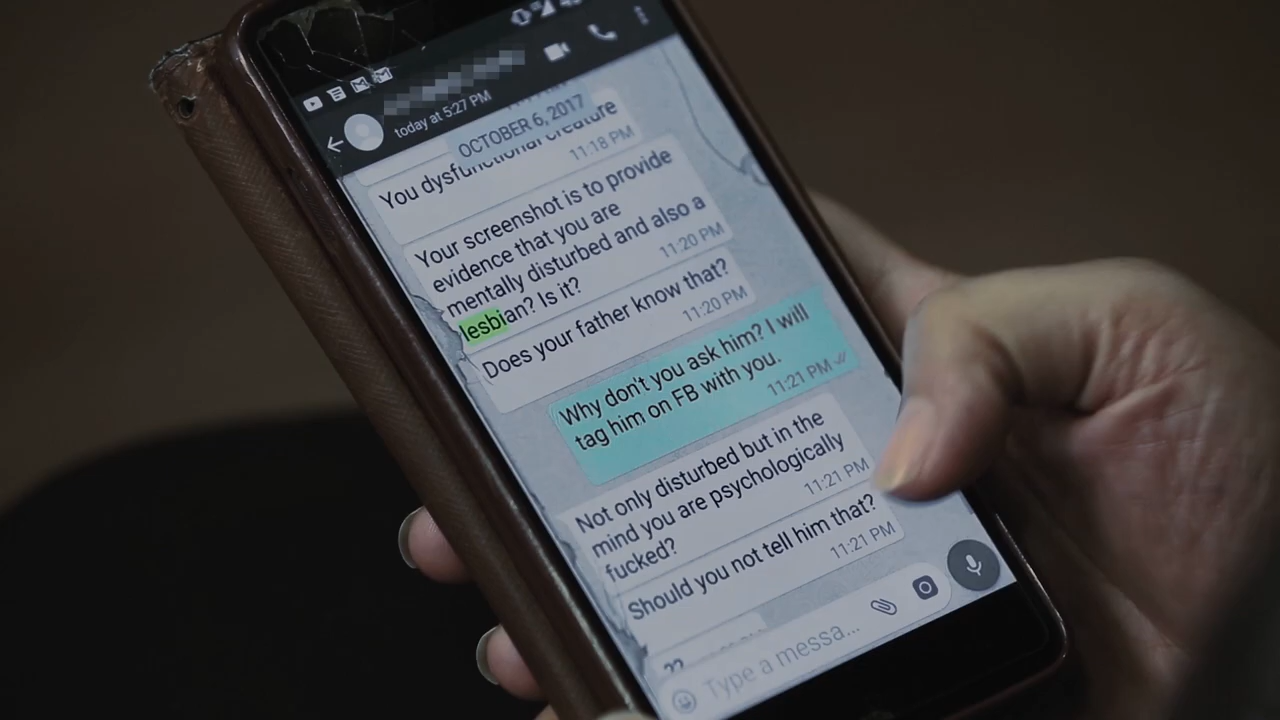 today at 5:27 PM
OCTOBER 6, 2017
You dysfunctional creature
11:18 PM
Your screenshot is to provide
evidence that you are
mentally disturbed and also a
lesbian? Is it?
11:20 PM
Does your father know that?
11:20 PM
Why don't you ask him? I will
tag him on FB with you.
11:21 PM
Not only disturbed but in the
mind you are psychologically
fucked?
11:21 PM
Should you not tell him that?
11:21 PM
??
Type a messa...